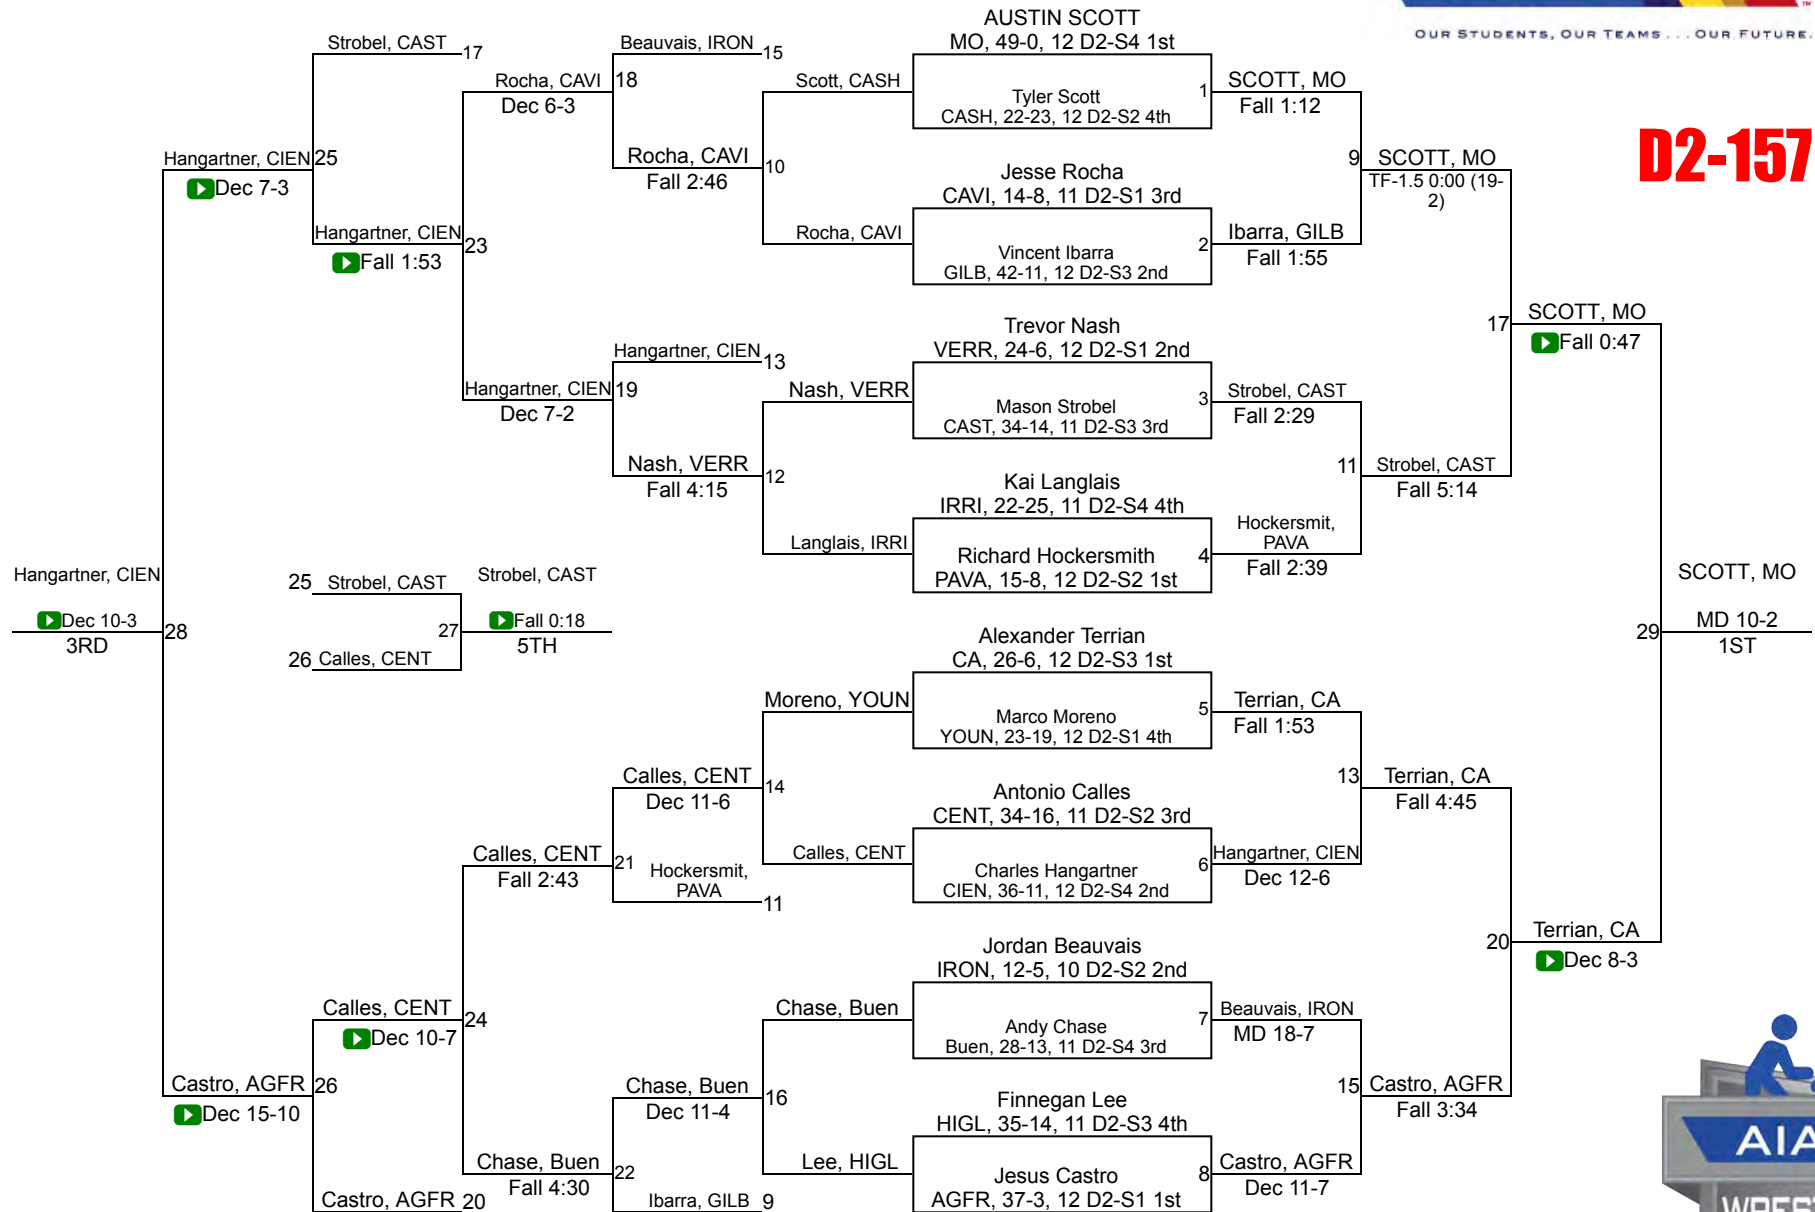 OUR STUDENTS, OUR TEAMS . . . OUR FUTURE.
TM
D2-157
Strobel, CAST
17
Hangartner, CIEN
25
Dec 7-3
Hangartner, CIEN
23
Fall 1:53
Rocha, CAVI
18
Dec 6-3
Beauvais, IRON
15
Rocha, CAVI
10
Fall 2:46
Scott, CASH
Rocha, CAVI
AUSTIN SCOTT
MO, 49-0, 12 D2-S4 1st
Tyler Scott
CASH, 22-23, 12 D2-S2 4th
1
SCOTT, MO
Fall 1:12
Jesse Rocha
CAVI, 14-8, 11 D2-S1 3rd
Vincent Ibarra
GILB, 42-11, 12 D2-S3 2nd
2
Ibarra, GILB
Fall 1:55
9
SCOTT, MO
TF-1.5 0:00 (19-
2)
Hangartner, CIEN
19
Dec 7-2
Hangartner, CIEN
13
Nash, VERR
12
Fall 4:15
Nash, VERR
Langlais, IRRI
Trevor Nash
VERR, 24-6, 12 D2-S1 2nd
Mason Strobel
CAST, 34-14, 11 D2-S3 3rd
3
Strobel, CAST
Fall 2:29
Kai Langlais
IRRI, 22-25, 11 D2-S4 4th
Richard Hockersmith
PAVA, 15-8, 12 D2-S2 1st
4
Hockersmit,
PAVA
Fall 2:39
11
Strobel, CAST
Fall 5:14
17
SCOTT, MO
Fall 0:47
Hangartner, CIEN
Dec 10-3
3RD
28
25
Strobel, CAST
26
Calles, CENT
27
Strobel, CAST
Fall 0:18
5TH
29
SCOTT, MO
MD 10-2
1ST
Moreno, YOUN
Calles, CENT
Alexander Terrian
CA, 26-6, 12 D2-S3 1st
Marco Moreno
YOUN, 23-19, 12 D2-S1 4th
5
Terrian, CA
Fall 1:53
Calles, CENT
14
Dec 11-6
Antonio Calles
CENT, 34-16, 11 D2-S2 3rd
Charles Hangartner
CIEN, 36-11, 12 D2-S4 2nd
6
Hangartner, CIEN
Dec 12-6
13
Terrian, CA
Fall 4:45
Calles, CENT
21
Fall 2:43
Hockersmit,
PAVA
11
20
Terrian, CA
Dec 8-3
Calles, CENT
24
Dec 10-7
Castro, AGFR
26
Dec 15-10
Castro, AGFR
20
Chase, Buen
22
Fall 4:30
Chase, Buen
16
Dec 11-4
Ibarra, GILB
9
Chase, Buen
Lee, HIGL
Jordan Beauvais
IRON, 12-5, 10 D2-S2 2nd
Andy Chase
Buen, 28-13, 11 D2-S4 3rd
7
Beauvais, IRON
MD 18-7
Finnegan Lee
HIGL, 35-14, 11 D2-S3 4th
Jesus Castro
AGFR, 37-3, 12 D2-S1 1st
8
Castro, AGFR
Dec 11-7
15
Castro, AGFR
Fall 3:34
AIA